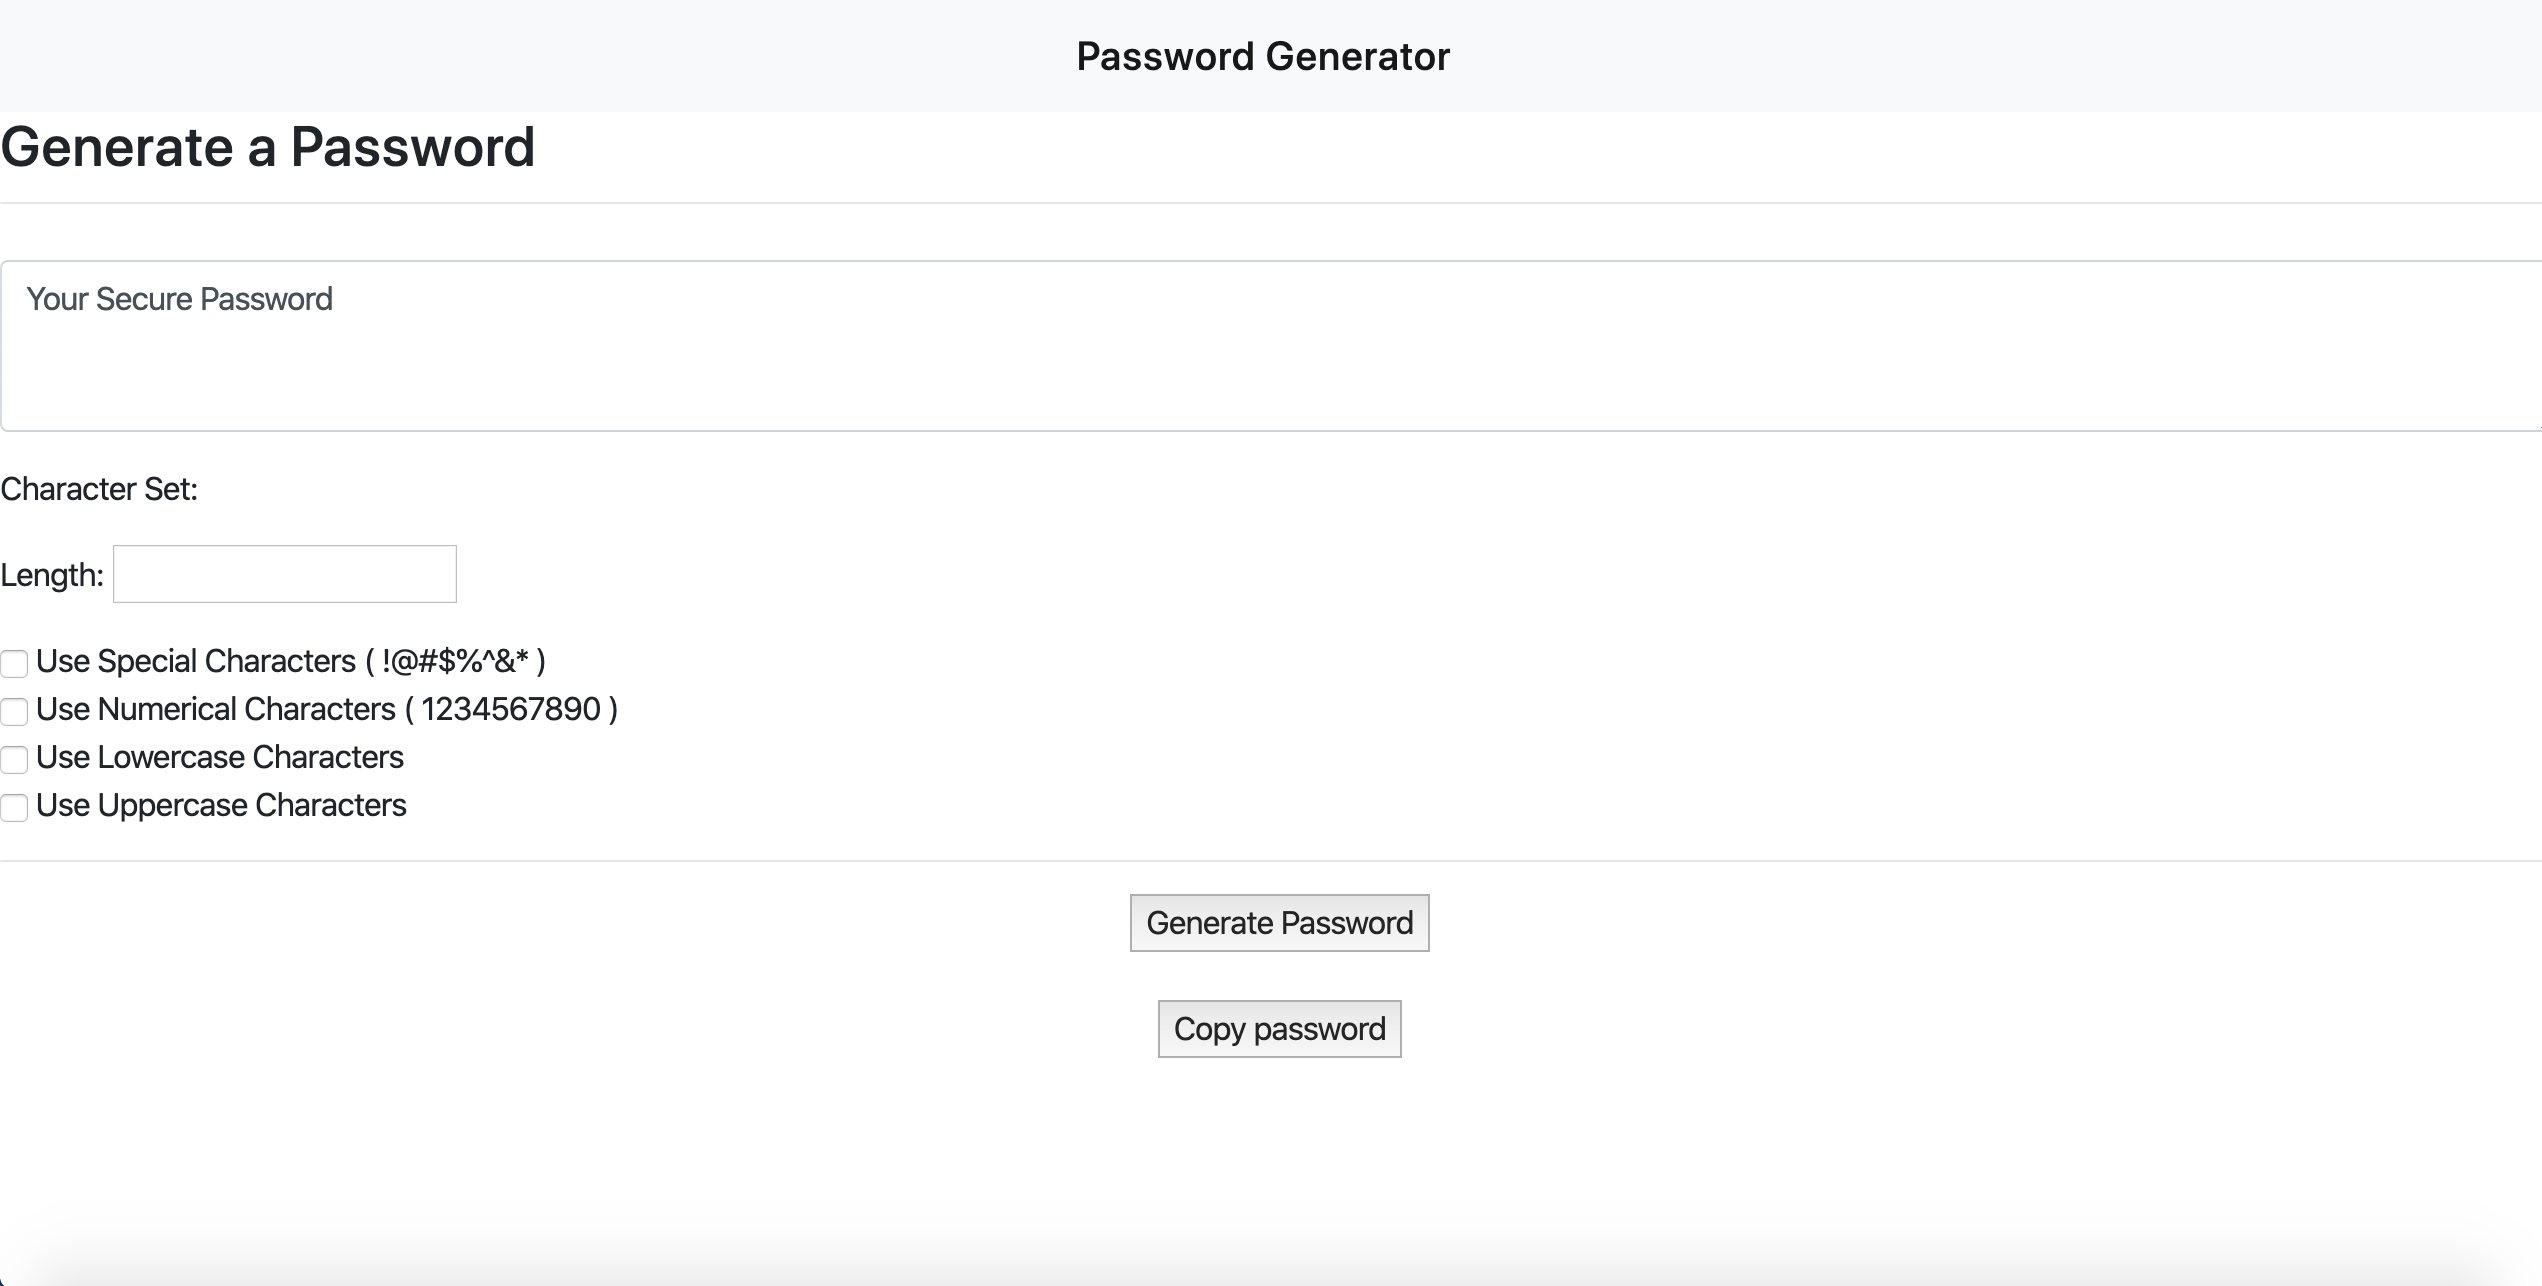 Password Generator
Generate a Password
Your Secure Password
Character Set:
Length:
Use Special Characters ( !@#$%^&* )
Use Numerical Characters ( 1234567890 )
Use Lowercase Characters
Use Uppercase Characters
Generate Password
Copy password